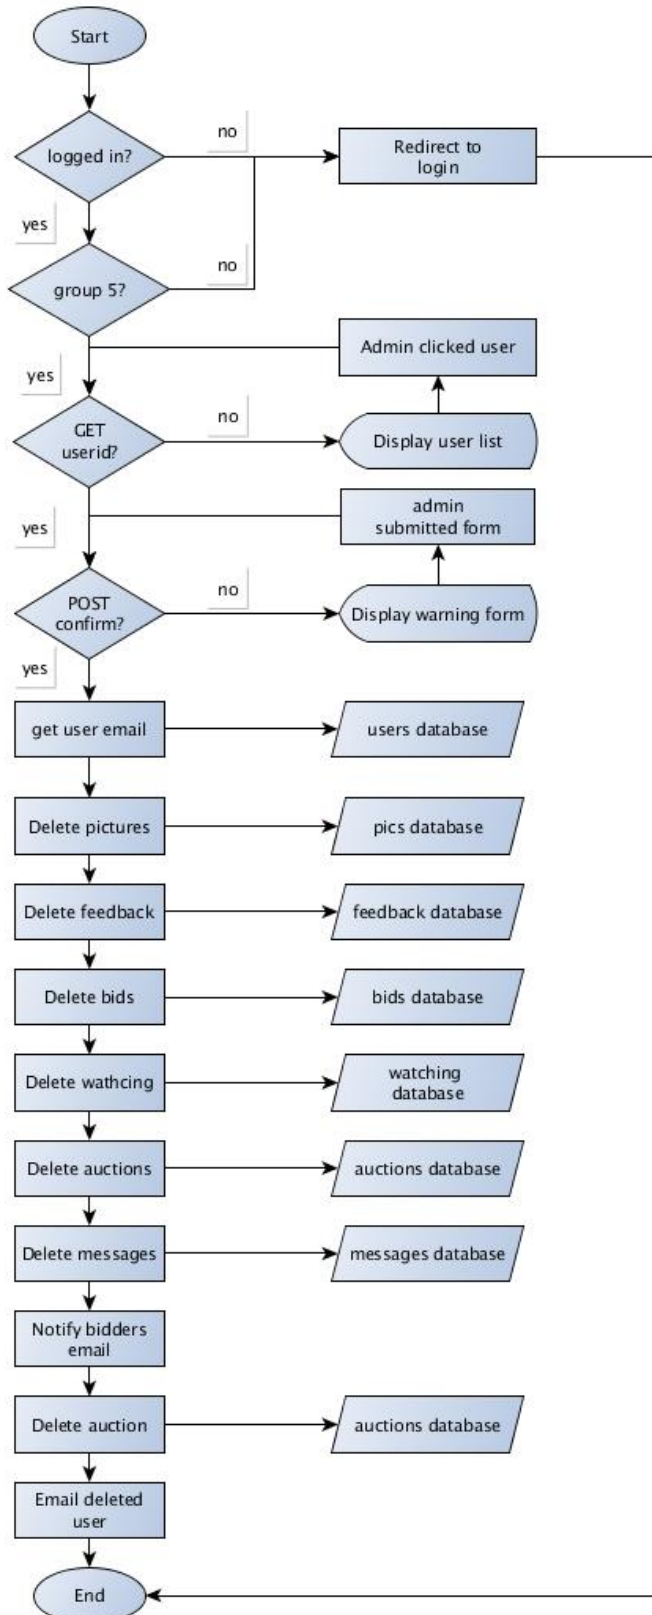 Start
logged in?
no
Redirect to
login
yes
group 5?
no
Admin clicked user
yes
GET
userid?
no
Display user list
admin
submitted form
yes
POST
confirm?
no
Display warning form
yes
get user email
users database
Delete pictures
pics database
Delete feedback
feedback database
Delete bids
bids database
Delete wathcing
watching
database
Delete auctions
auctions database
Delete messages
messages database
Notify bidders
email
Delete auction
auctions database
Email deleted
user
End